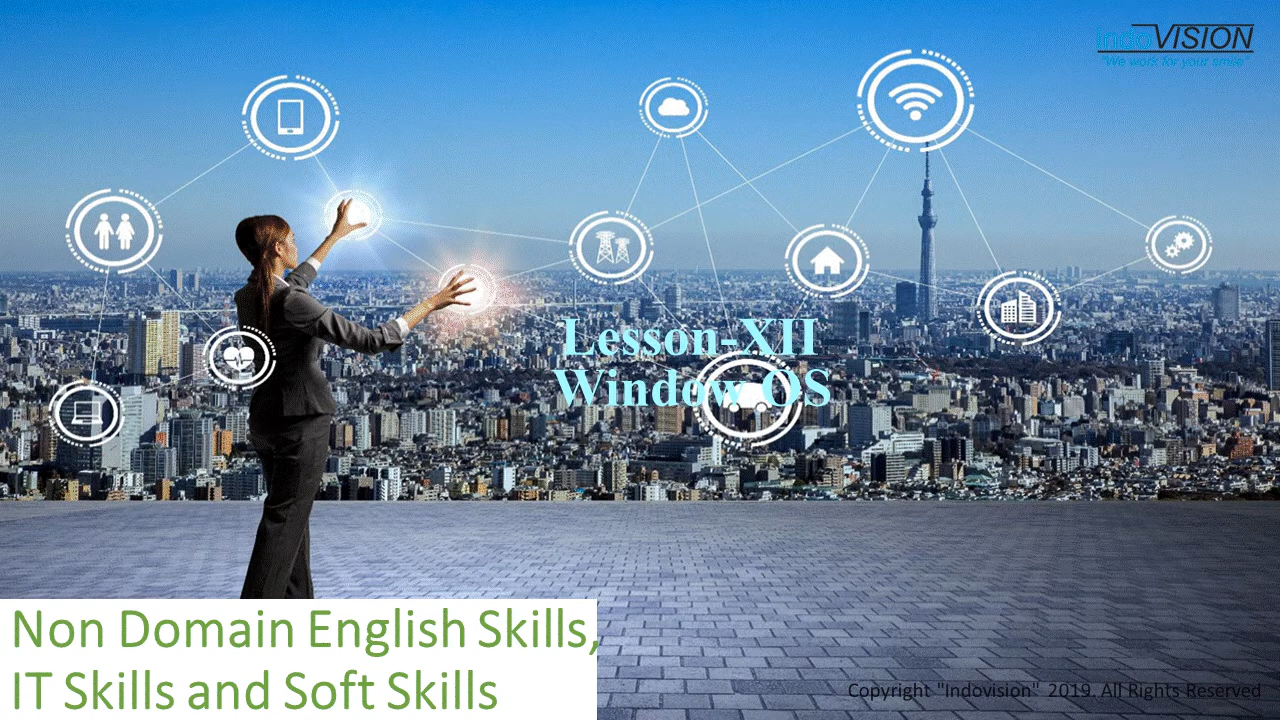 IndoVISION
"We work for your smile"
Lesson-XII
Window OS
Non Domain English Skills,
IT Skills and Soft Skills
Copyright "Indovision" 2019. All Rights Reserved